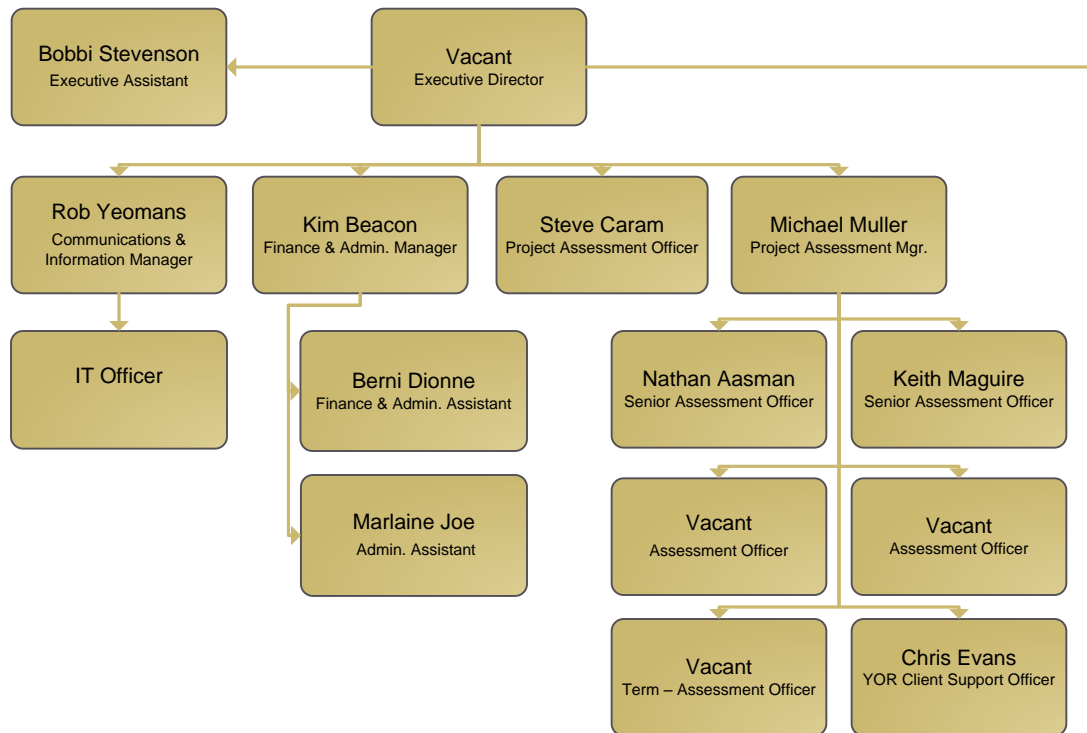 Bobbi Stevenson
Executive Assistant
Vacant
Executive Director
Rob Yeomans
Communications &
Information Manager
Kim Beacon
Finance & Admin. Manager
Steve Caram
Project Assessment Officer
Michael Muller
Project Assessment Mgr.
IT Officer
Berni Dionne
Finance & Admin. Assistant
Nathan Aasman
Senior Assessment Officer
Keith Maguire
Senior Assessment Officer
Marlaine Joe
Admin. Assistant
Vacant
Assessment Officer
Vacant
Assessment Officer
Vacant
Term – Assessment Officer
Chris Evans
YOR Client Support Officer